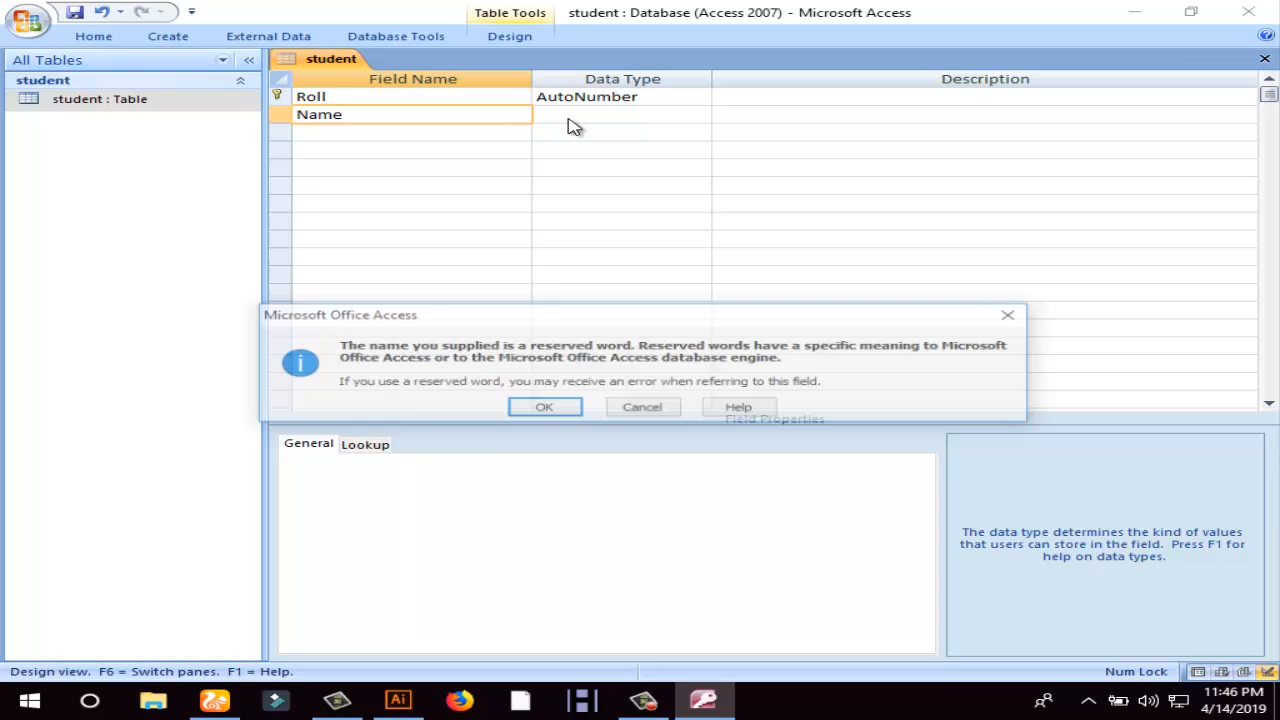 Table Tools
student : Database (Access 2007) - Microsoft Access
Home
Create
External Data
Database Tools
Design
All Tables
student
student
student : Table
Field Name
Data Type
Description
Roll
AutoNumber
Name
Microsoft Office Access
The name you supplied is a reserved word. Reserved words have a specific meaning to Microsoft
Office Access or to the Microsoft Office Access database engine.
If you use a reserved word, you may receive an error when referring to this field.
OK
Cancel
Help
Field Properties
General
Lookup
The data type determines the kind of values
that users can store in the field. Press F1 for
help on data types.
Design view. F6 = Switch panes. F1 = Help.
Num Lock
Ai
11:46 PM
4/14/2019